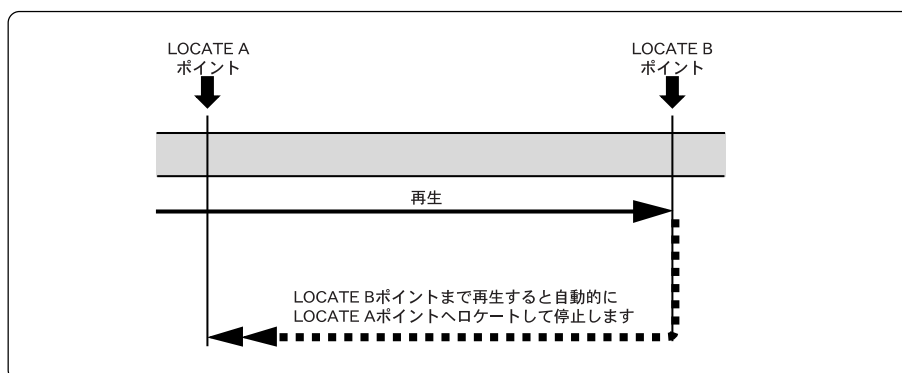 LOCATE A
ポイント
LOCATE B
ポイント
再生
LOCATE Bポイントまで再生すると自動的に
LOCATE Aポイントへロケートして停止します